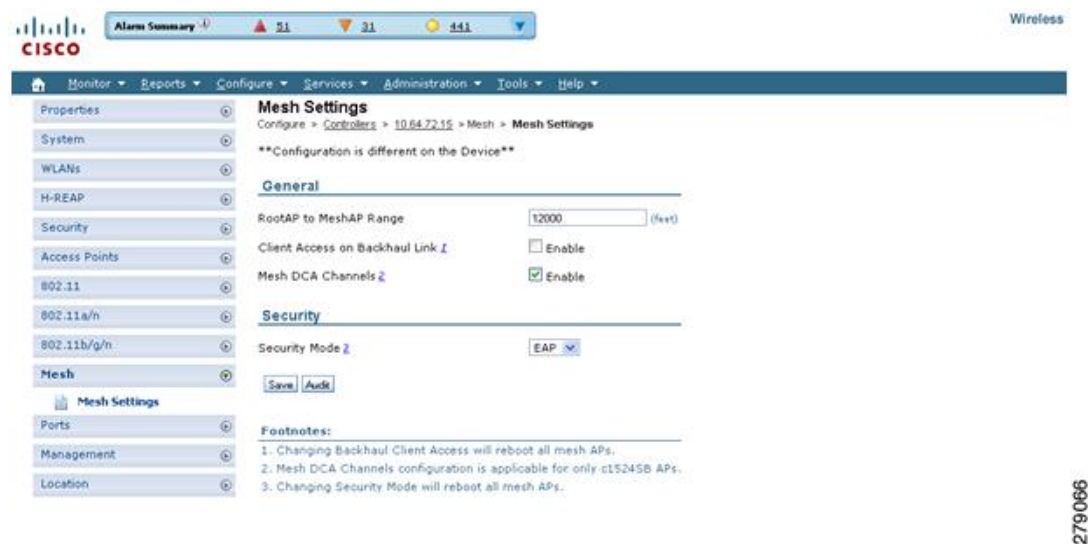 Alarm Summary 51 31 441
Wireless
CISCO
Monitor Reports Configure Services Administration Tools Help
Properties
System
WLANs
H-REAP
Security
Access Points
802.11
802.11a/n
802.11b/g/n
Mesh
Mesh Settings
Ports
Management
Location
Mesh Settings
Configure > Controllers > 10.64.72.15 > Mesh > Mesh Settings
**Configuration is different on the Device**
General
RootAP to MeshAP Range 12000 (feet)
Client Access on Backhaul Link 1 Enable
Mesh DCA Channels 2 Enable
Security
Security Mode 2 EAP
Save Audit
Footnotes:
1. Changing Backhaul Client Access will reboot all mesh APs.
2. Mesh DCA Channels configuration is applicable for only c1524SB APs.
3. Changing Security Mode will reboot all mesh APs.
279066